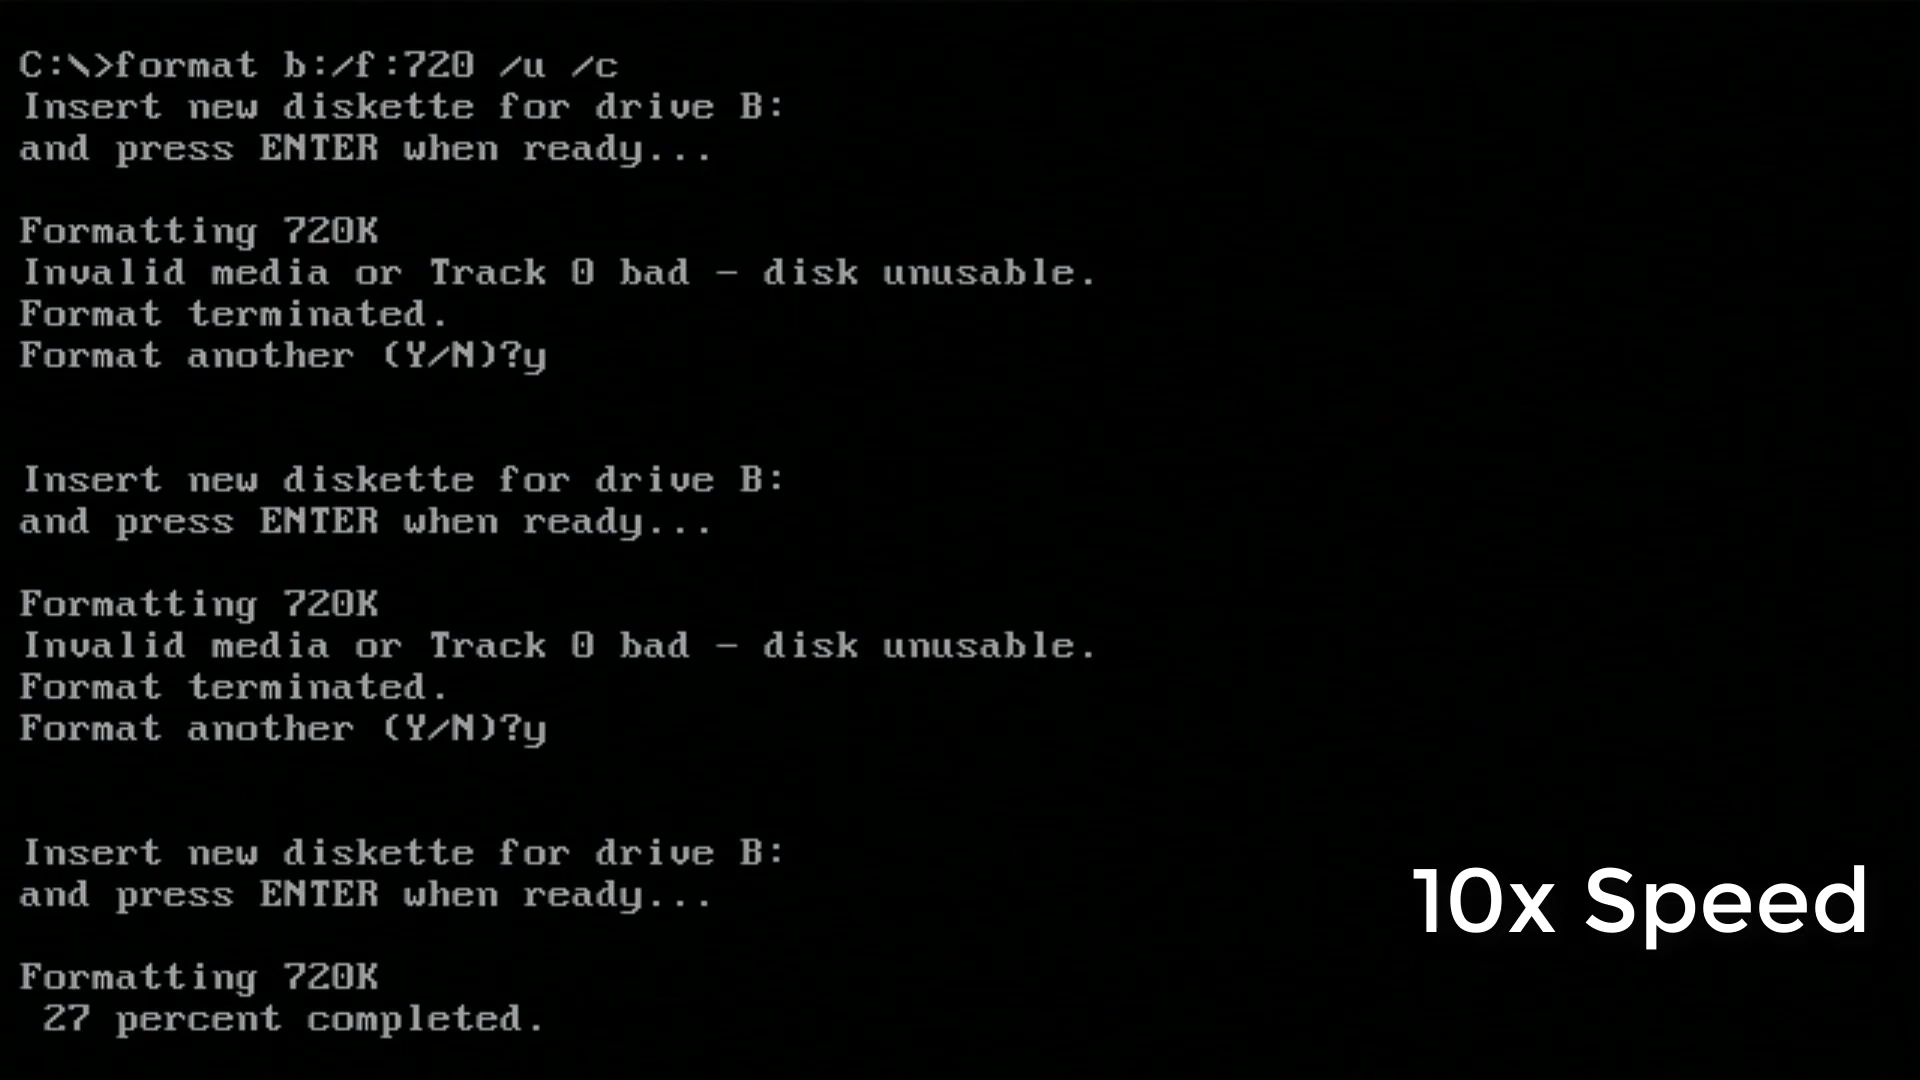 C:\>format b:/f:720 /u /c
Insert new diskette for drive B:
and press ENTER when ready...
Formatting 720K
Invalid media or Track 0 bad - disk unusable.
Format terminated.
Format another (Y/N)?y
Insert new diskette for drive B:
and press ENTER when ready...
Formatting 720K
Invalid media or Track 0 bad - disk unusable.
Format terminated.
Format another (Y/N)?y
Insert new diskette for drive B:
and press ENTER when ready...
10x Speed
Formatting 720K
27 percent completed.